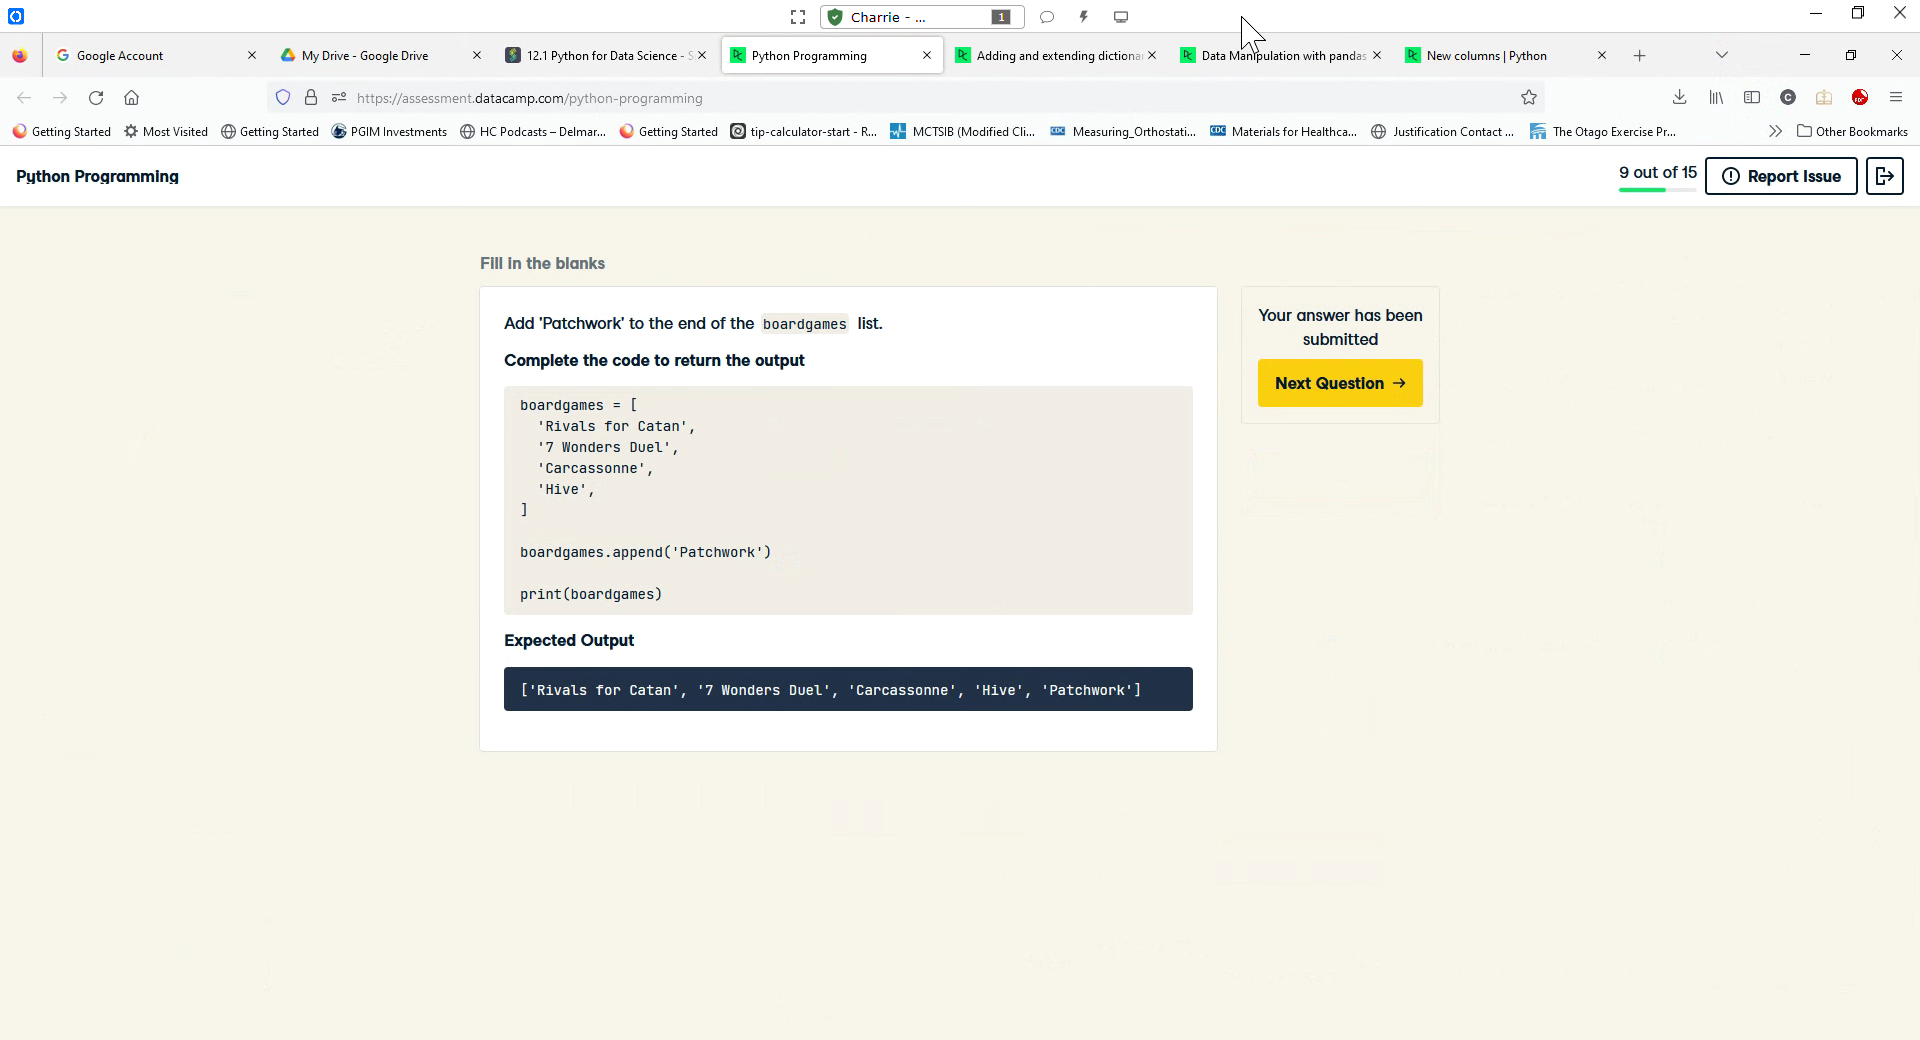 Charrie - ...
1
Google Account
My Drive - Google Drive
12.1 Python for Data Science - S
Python Programming
Adding and extending dictionar
Data Manipulation with pandas
New columns | Python
https://assessment.datacamp.com/python-programming
Getting Started
Most Visited
Getting Started
PGIM Investments
HC Podcasts – Delmar...
Getting Started
tip-calculator-start - R...
MCTSIB (Modified Cli...
CDC
Measuring_Orthostati...
CDC
Materials for Healthca...
Justification Contact ...
The Otago Exercise Pr...
Other Bookmarks
Python Programming
9 out of 15
Report Issue
Fill in the blanks
Add 'Patchwork' to the end of the boardgames list.
Complete the code to return the output
boardgames = [
'Rivals for Catan',
'7 Wonders Duel',
'Carcassonne',
'Hive',
]
boardgames.append('Patchwork')
print(boardgames)
Expected Output
['Rivals for Catan', '7 Wonders Duel', 'Carcassonne', 'Hive', 'Patchwork']
Your answer has been
submitted
Next Question →